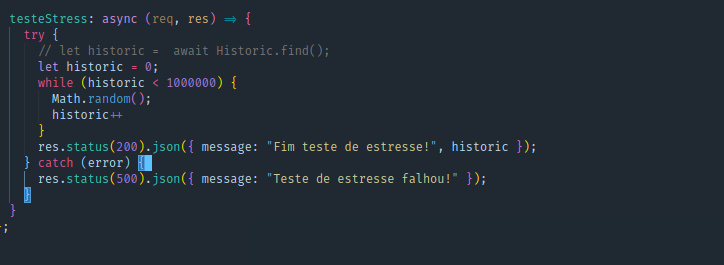 testeStress: async (req, res) => {
try {
// let historic =  await Historic.find();
let historic = 0;
while (historic < 1000000) {
Math.random();
historic++
}
res.status(200).json({ message: "Fim teste de estresse!", historic });
} catch (error) {
res.status(500).json({ message: "Teste de estresse falhou!" });
}
}
};